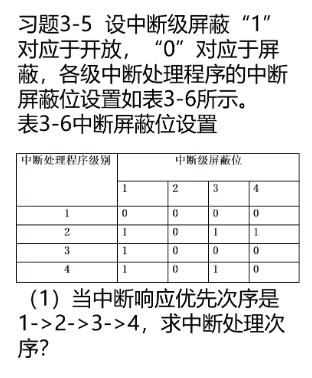 习题3-5 设中断级屏蔽“1”
对应于开放，“0”对应于屏
蔽，各级中断处理程序的中断
屏蔽位设置如表3-6所示。
表3-6中断屏蔽位设置
中断处理程序级别 中断级屏蔽位
1 2 3 4
1 0 0 0 0
2 1 0 1 1
3 1 0 0 0
4 1 0 1 0
（1）当中断响应优先次序是
1->2->3->4，求中断处理次
序?